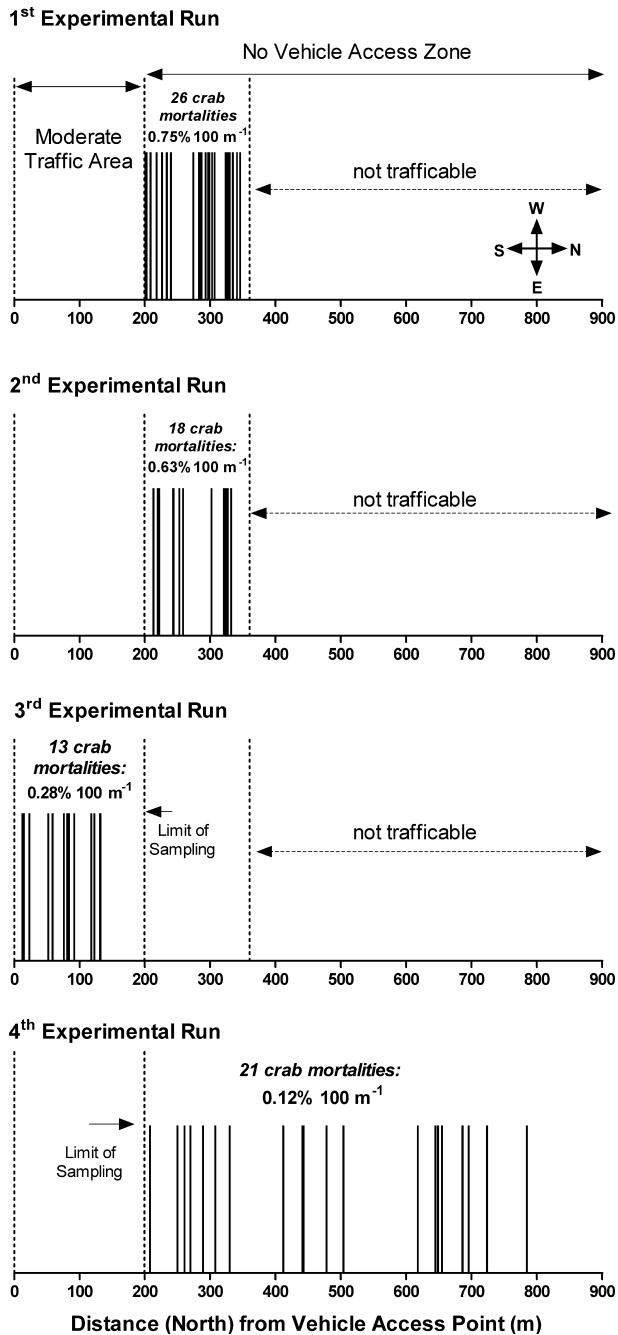 1st Experimental Run
No Vehicle Access Zone
Moderate
Traffic Area
26 crab
mortalities
0.75% 100 m-1
not trafficable
W
S N
E
0 100 200 300 400 500 600 700 800 900
2nd Experimental Run
18 crab
mortalities:
0.63% 100 m-1
not trafficable
0 100 200 300 400 500 600 700 800 900
3rd Experimental Run
13 crab
mortalities:
0.28% 100 m-1
Limit of
Sampling
not trafficable
0 100 200 300 400 500 600 700 800 900
4th Experimental Run
21 crab mortalities:
0.12% 100 m-1
Limit of
Sampling
0 100 200 300 400 500 600 700 800 900
Distance (North) from Vehicle Access Point (m)